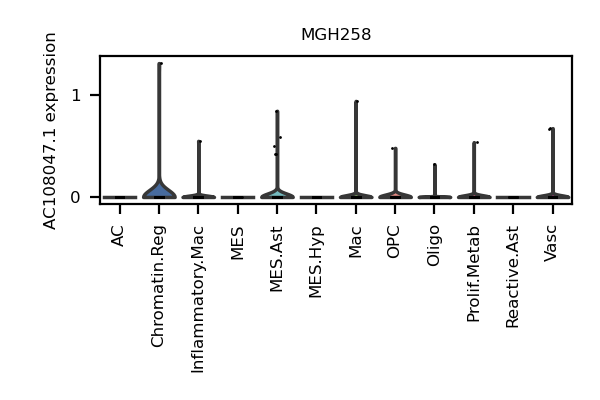 MGH258
AC108047.1 expression
1
0
AC
Chromatin.Reg
Inflammatory.Mac
MES
MES.Ast
MES.Hyp
Mac
OPC
Oligo
Prolif.Metab
Reactive.Ast
Vasc